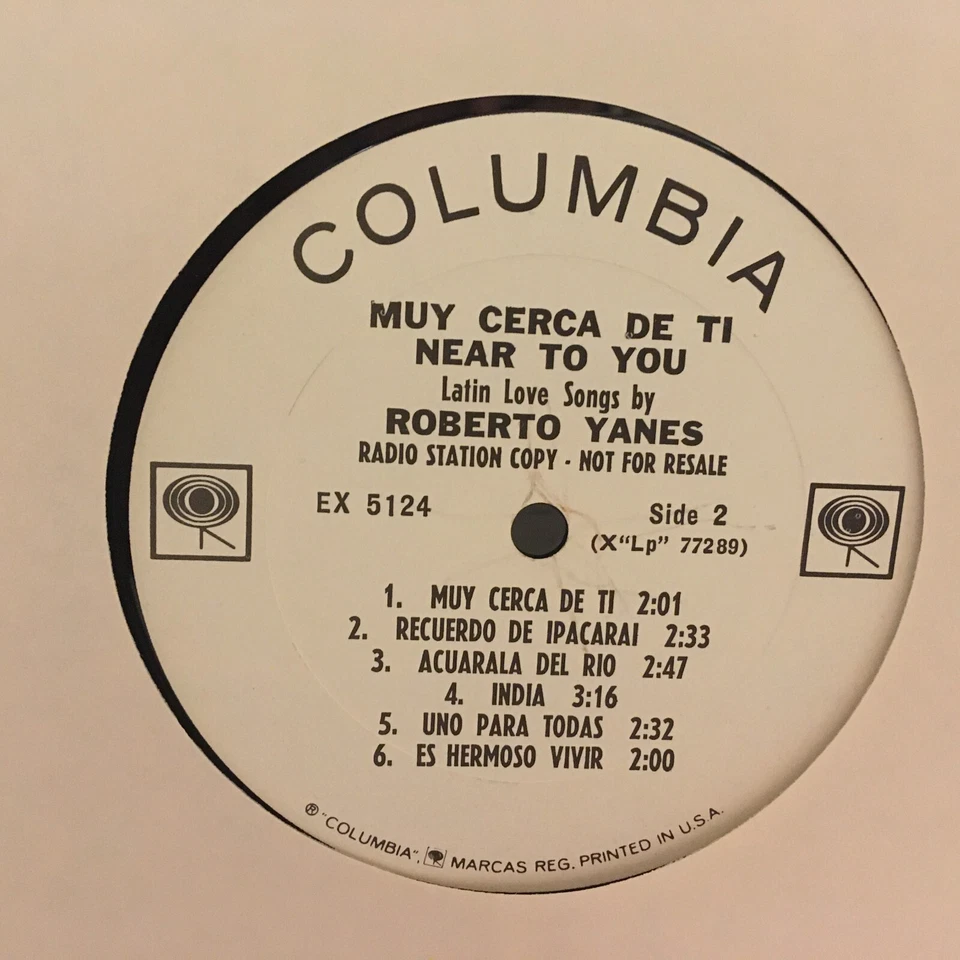 COLUMBIA
MUY CERCA DE TI
NEAR TO YOU
Latin Love Songs by
ROBERTO YANES
RADIO STATION COPY - NOT FOR RESALE
EX 5124
Side 2
(X“Lp” 77289)
1. MUY CERCA DE TI 2:01
2. RECUERDO DE IPACARAI 2:33
3. ACUARALA DEL RIO 2:47
4. INDIA 3:16
5. UNO PARA TODAS 2:32
6. ES HERMOSO VIVIR 2:00
® "COLUMBIA", MARCAS REG. PRINTED IN U.S.A.